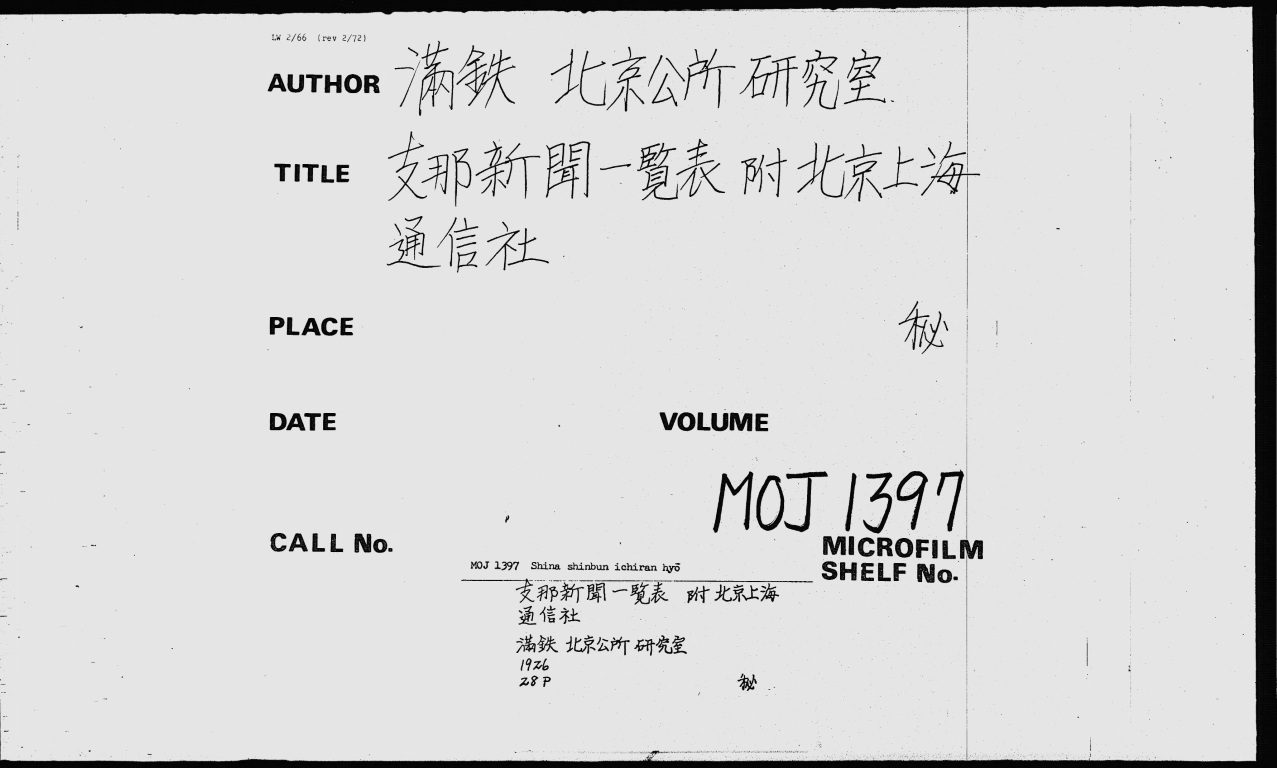 LW 2/66 (rev 2/72)
AUTHOR 滿鉄 北京公所 研究室
TITLE 支那新聞一覧表 附 北京上海
通信社
PLACE
秘
DATE VOLUME
MOJ 1397
CALL No. MICROFILM
SHELF No.
MOJ 1397 Shina shinbun ichiran hyō
支那新聞一覧表 附 北京上海
通信社
滿鉄 北京公所 研究室
1926
28 P 秘